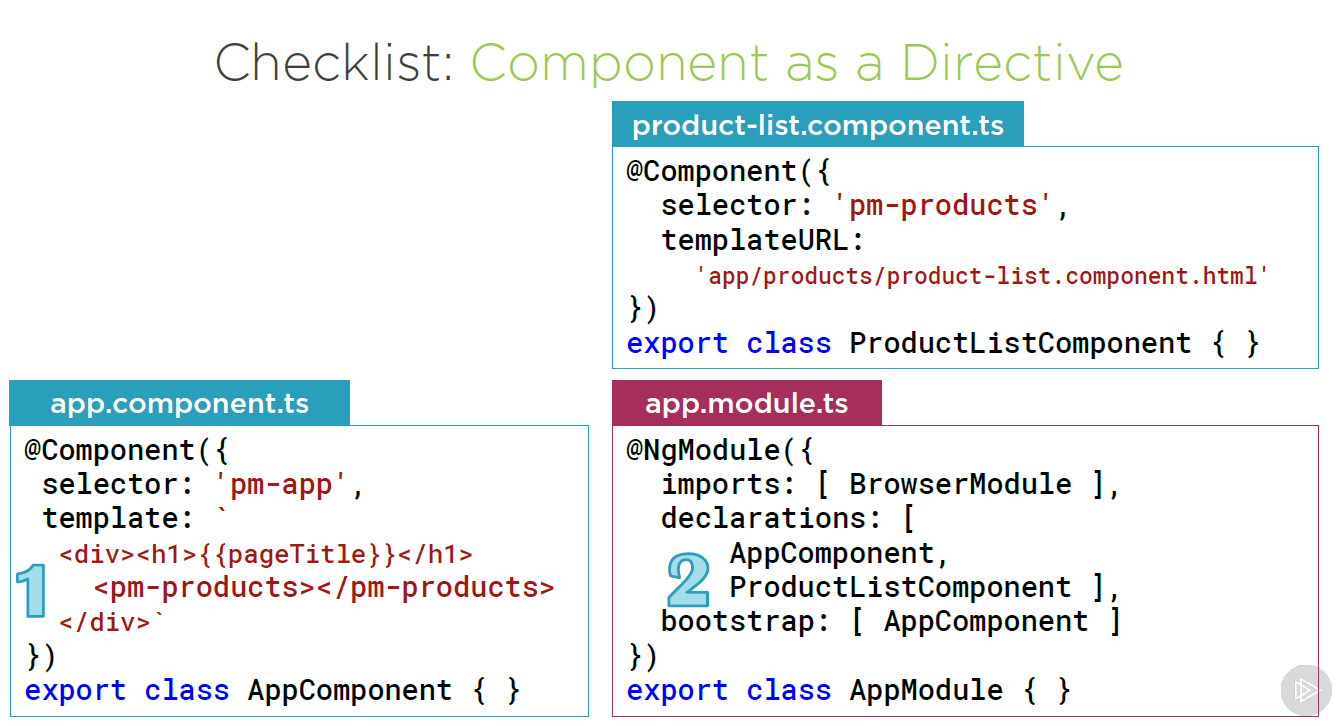 Checklist: Component as a Directive
product-list.component.ts
@Component({
  selector: 'pm-products',
  templateURL:
    'app/products/product-list.component.html'
})
export class ProductListComponent { }
app.component.ts
@Component({
 selector: 'pm-app',
 template: `
  <div><h1>{{pageTitle}}</h1>
1
    <pm-products></pm-products>
  </div>`
})
export class AppComponent { }
app.module.ts
@NgModule({
  imports: [ BrowserModule ],
  declarations: [
      AppComponent,
2
      ProductListComponent ],
  bootstrap: [ AppComponent ]
})
export class AppModule { }